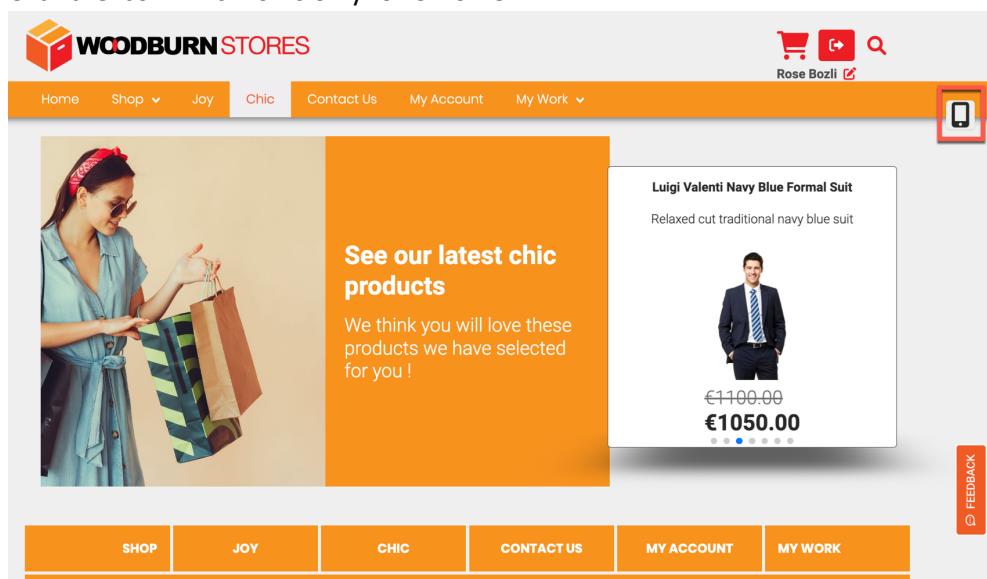 WOODBURN STORES
Rose Bozli
Home Shop Joy Chic Contact Us My Account My Work
Luigi Valenti Navy Blue Formal Suit
Relaxed cut traditional navy blue suit
See our latest chic
products
We think you will love these
products we have selected
for you !
€1100.00
€1050.00
FEEDBACK
SHOP JOY CHIC CONTACT US MY ACCOUNT MY WORK